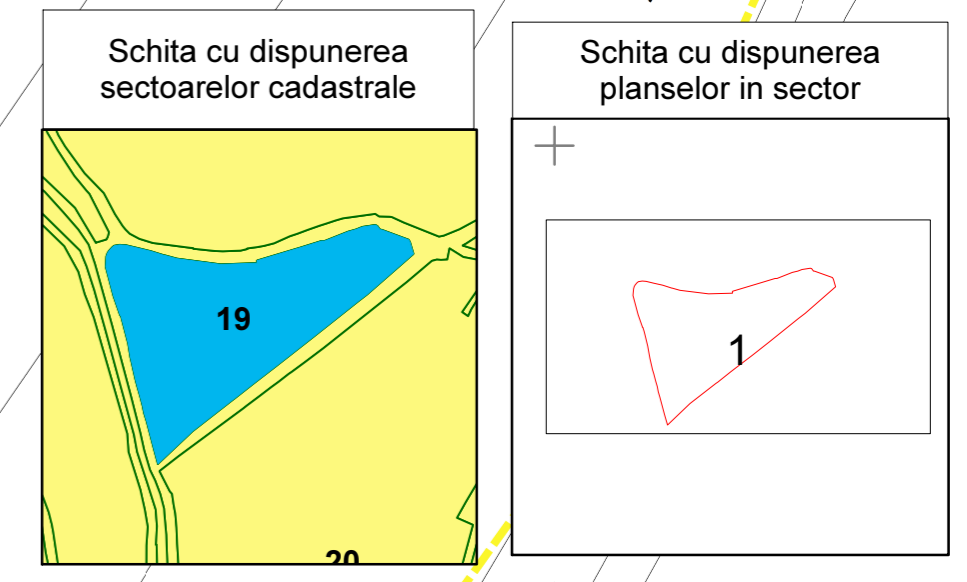 Schita cu dispunerea
sectoarelor cadastrale
19
20
Schita cu dispunerea
planselor in sector
1